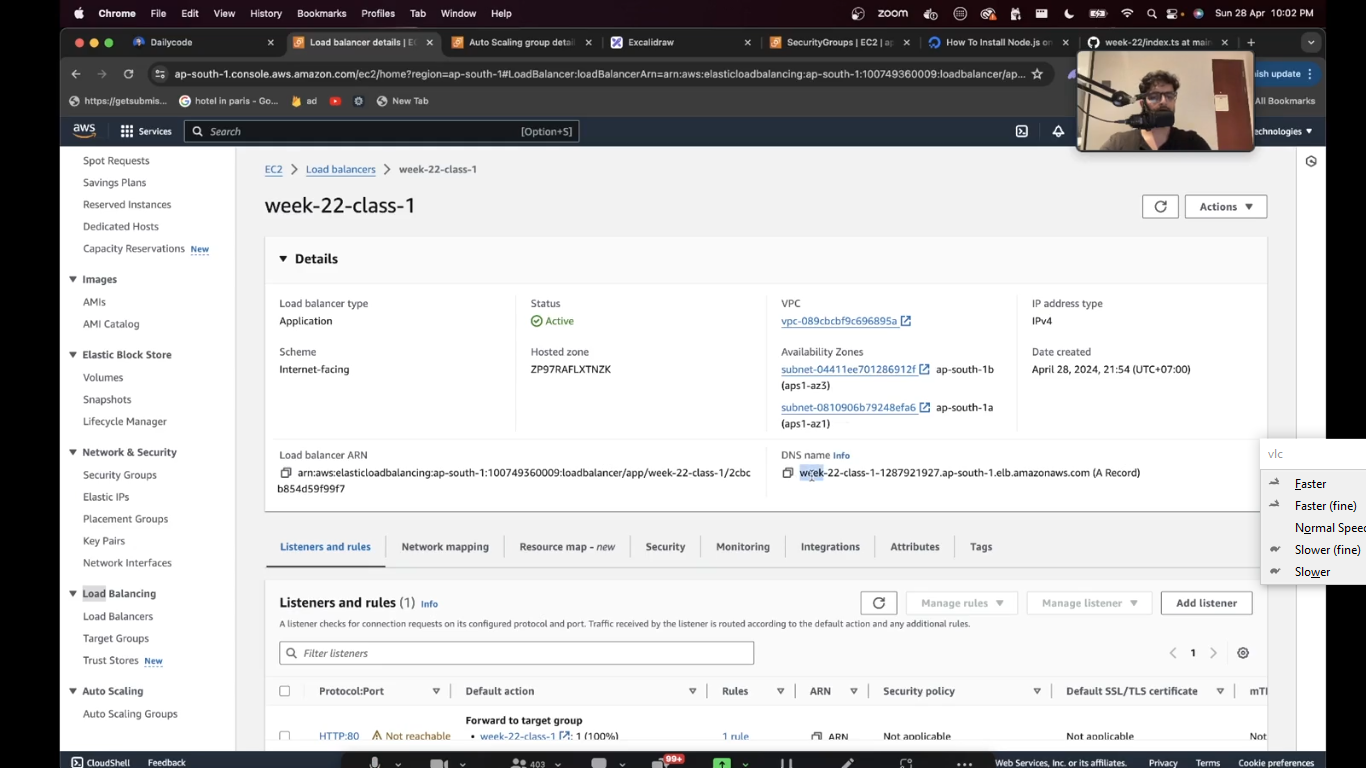 Chrome File Edit View History Bookmarks Profiles Tab Window Help zoom Sun 28 Apr 10:02 PM
Dailycode Load balancer details | E Auto Scaling group detai Excalidraw SecurityGroups | EC2 | ap How To Install Node.js on week-22/index.ts at main
ap-south-1.console.aws.amazon.com/ec2/home?region=ap-south-1#LoadBalancer:loadBalancerArn=arn:aws:elasticloadbalancing:ap-south-1:100749360009:loadbalancer/ap... ish update
https://getsubmis... hotel in paris - Go... ad New Tab All Bookmarks
aws Services Search [Option+S] echnologies
Spot Requests
Savings Plans
Reserved Instances
Dedicated Hosts
Capacity Reservations New
Images
AMIs
AMI Catalog
Elastic Block Store
Volumes
Snapshots
Lifecycle Manager
Network & Security
Security Groups
Elastic IPs
Placement Groups
Key Pairs
Network Interfaces
Load Balancing
Load Balancers
Target Groups
Trust Stores New
Auto Scaling
Auto Scaling Groups
EC2 > Load balancers > week-22-class-1
week-22-class-1
Actions
Details
Load balancer type
Application
Status
Active
VPC
vpc-089cbcbf9c696895a
IP address type
IPv4
Scheme
Internet-facing
Hosted zone
ZP97RAFLXTNZK
Availability Zones
subnet-04411ee701286912f ap-south-1b
(aps1-az3)
subnet-0810906b79248efa6 ap-south-1a
(aps1-az1)
Date created
April 28, 2024, 21:54 (UTC+07:00)
Load balancer ARN
arn:aws:elasticloadbalancing:ap-south-1:100749360009:loadbalancer/app/week-22-class-1/2cbc
b854d59f99f7
DNS name Info
week-22-class-1-1287921927.ap-south-1.elb.amazonaws.com (A Record)
vlc
Faster
Faster (fine)
Normal Spee
Slower (fine)
Slower
Listeners and rules Network mapping Resource map - new Security Monitoring Integrations Attributes Tags
Listeners and rules (1) Info
Manage rules Manage listener Add listener
A listener checks for connection requests on its configured protocol and port. Traffic received by the listener is routed according to the default action and any additional rules.
Filter listeners
1
Protocol:Port Default action Rules ARN Security policy Default SSL/TLS certificate mTl
Forward to target group
HTTP:80 Not reachable • week-22-class-1 : 1 (100%) 1 rule ARN Not applicable Not applicable Not
CloudShell Feedback 403 99+ Web Services, Inc. or its affiliates. Privacy Terms Cookie preferences